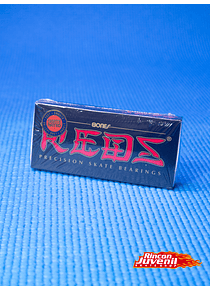 BONES
REDS
PRECISION SKATE BEARINGS
Rincon
Juvenil